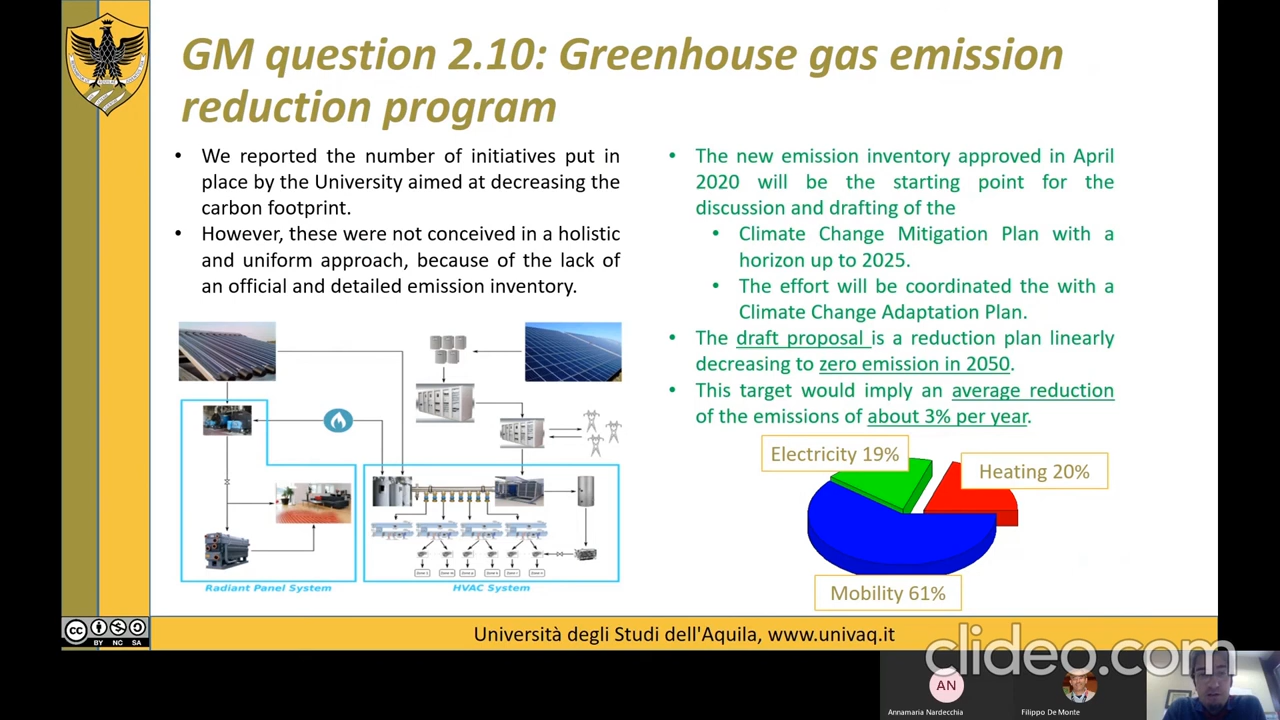 GM question 2.10: Greenhouse gas emission
reduction program
• We reported the number of initiatives put in
place by the University aimed at decreasing the
carbon footprint.
• However, these were not conceived in a holistic
and uniform approach, because of the lack of
an official and detailed emission inventory.
Radiant Panel System
HVAC System
• The new emission inventory approved in April
2020 will be the starting point for the
discussion and drafting of the
• Climate Change Mitigation Plan with a
horizon up to 2025.
• The effort will be coordinated the with a
Climate Change Adaptation Plan.
• The draft proposal is a reduction plan linearly
decreasing to zero emission in 2050.
• This target would imply an average reduction
of the emissions of about 3% per year.
Electricity 19%
Heating 20%
Mobility 61%
cc
BY NC SA
Università degli Studi dell'Aquila, www.univaq.it
clideo.com
AN
Annamaria Nardecchia
Filippo De Monte